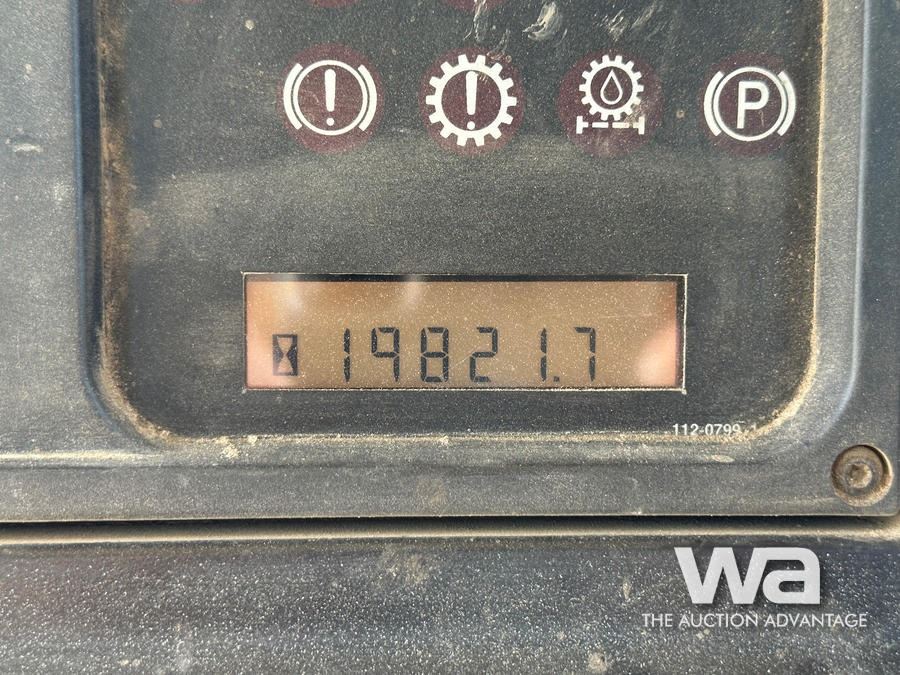 ! ! P
19821.7
112-0799
wa
THE AUCTION ADVANTAGE